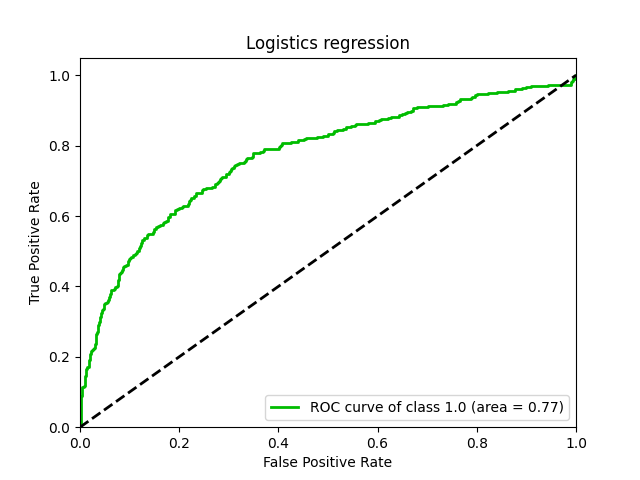 Logistics regression
True Positive Rate
1.0
0.8
0.6
0.4
0.2
0.0
ROC curve of class 1.0 (area = 0.77)
0.0 0.2 0.4 0.6 0.8 1.0
False Positive Rate